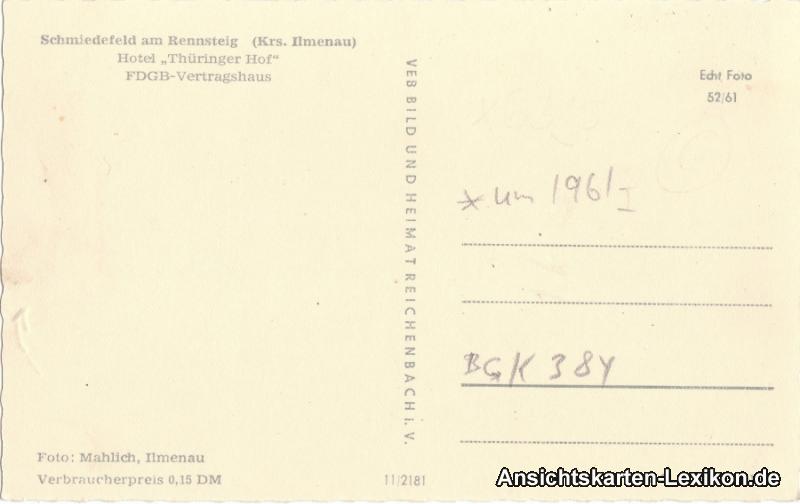 Schmiedefeld am Rennsteig (Krs. Ilmenau)
Hotel „Thüringer Hof“
FDGB-Vertragshaus
VEB BILD UND HEIMAT REICHENBACH i. V.
Echt Foto
52/61
* um 1961 I
BGK 384
Foto: Mahlich, Ilmenau
Verbraucherpreis 0,15 DM
11/2181
Ansichtskarten-Lexikon.de